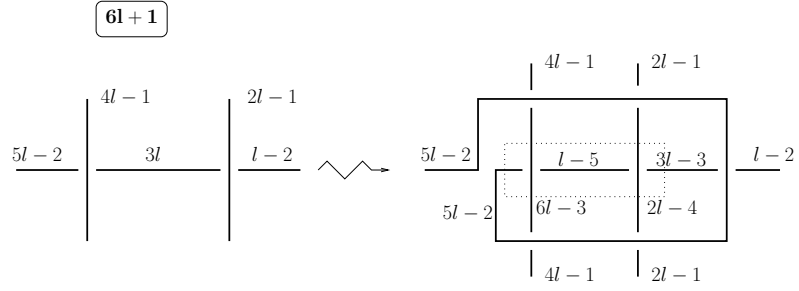 6l + 1
4l − 1 2l − 1
5l − 2 3l l − 2
4l − 1 2l − 1
5l − 2 l − 5 3l − 3 l − 2
5l − 2 6l − 3 2l − 4
4l − 1 2l − 1